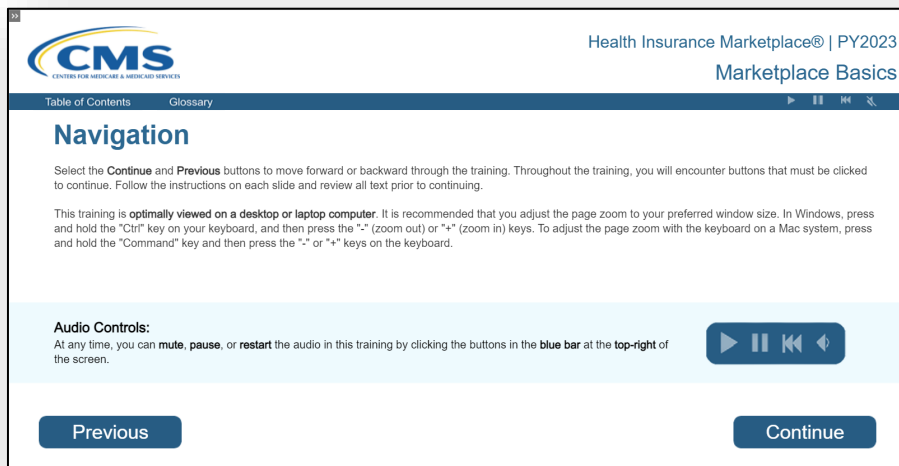 »
CMS
CENTERS FOR MEDICARE & MEDICAID SERVICES
Health Insurance Marketplace® | PY2023
Marketplace Basics
Table of Contents Glossary
Navigation
Select the Continue and Previous buttons to move forward or backward through the training. Throughout the training, you will encounter buttons that must be clicked
to continue. Follow the instructions on each slide and review all text prior to continuing.
This training is optimally viewed on a desktop or laptop computer. It is recommended that you adjust the page zoom to your preferred window size. In Windows, press
and hold the "Ctrl" key on your keyboard, and then press the "-" (zoom out) or "+" (zoom in) keys. To adjust the page zoom with the keyboard on a Mac system, press
and hold the "Command" key and then press the "-" or "+" keys on the keyboard.
Audio Controls:
At any time, you can mute, pause, or restart the audio in this training by clicking the buttons in the blue bar at the top-right of
the screen.
Previous
Continue